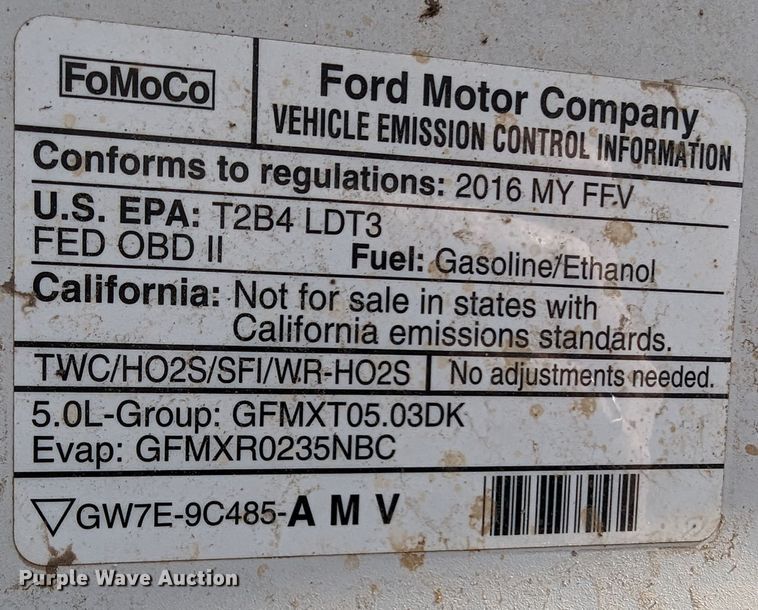 FoMoCo
Ford Motor Company
VEHICLE EMISSION CONTROL INFORMATION
Conforms to regulations: 2016 MY FFV
U.S. EPA: T2B4 LDT3
FED OBD II Fuel: Gasoline/Ethanol
California: Not for sale in states with
California emissions standards.
TWC/HO2S/SFI/WR-HO2S No adjustments needed.
5.0L-Group: GFMXT05.03DK
Evap: GFMXR0235NBC
GW7E-9C485-A M V
Purple Wave Auction